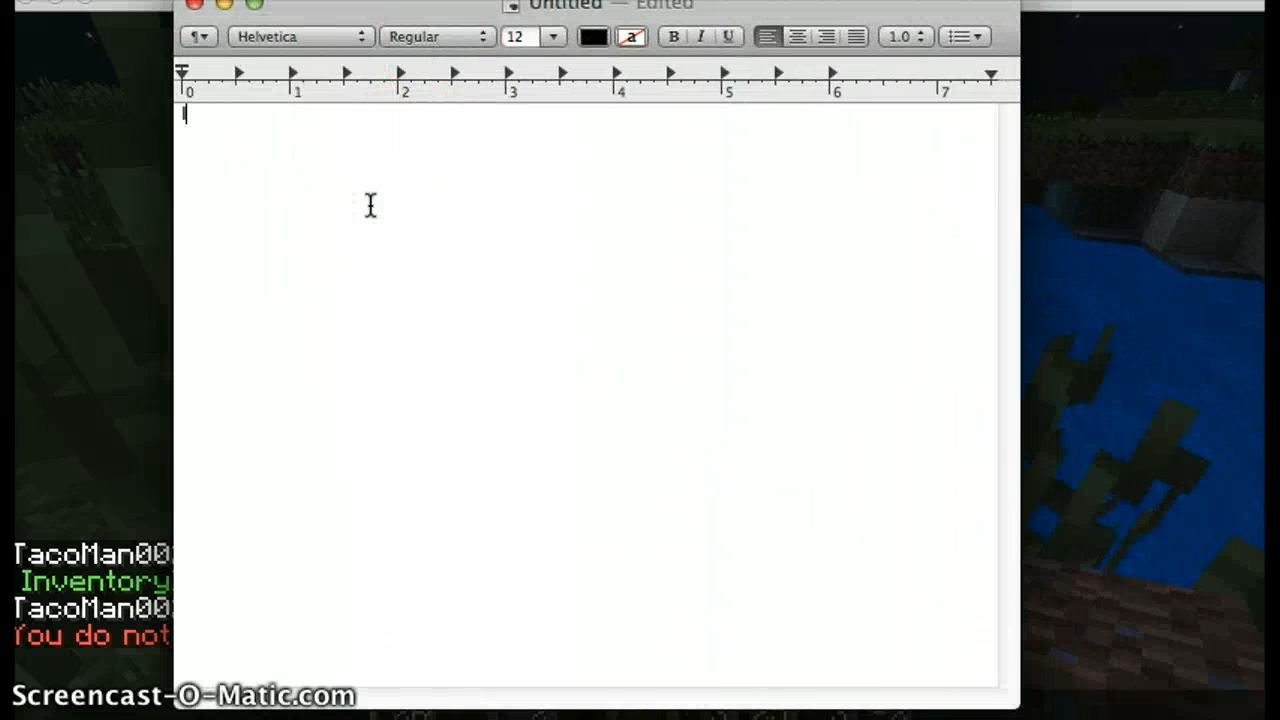 Untitled — Edited
¶ Helvetica Regular 12 a B I U 1.0
0 1 2 3 4 5 6 7
I
TacoMan00
Inventory
TacoMan00
You do not
Screencast-O-Matic.com